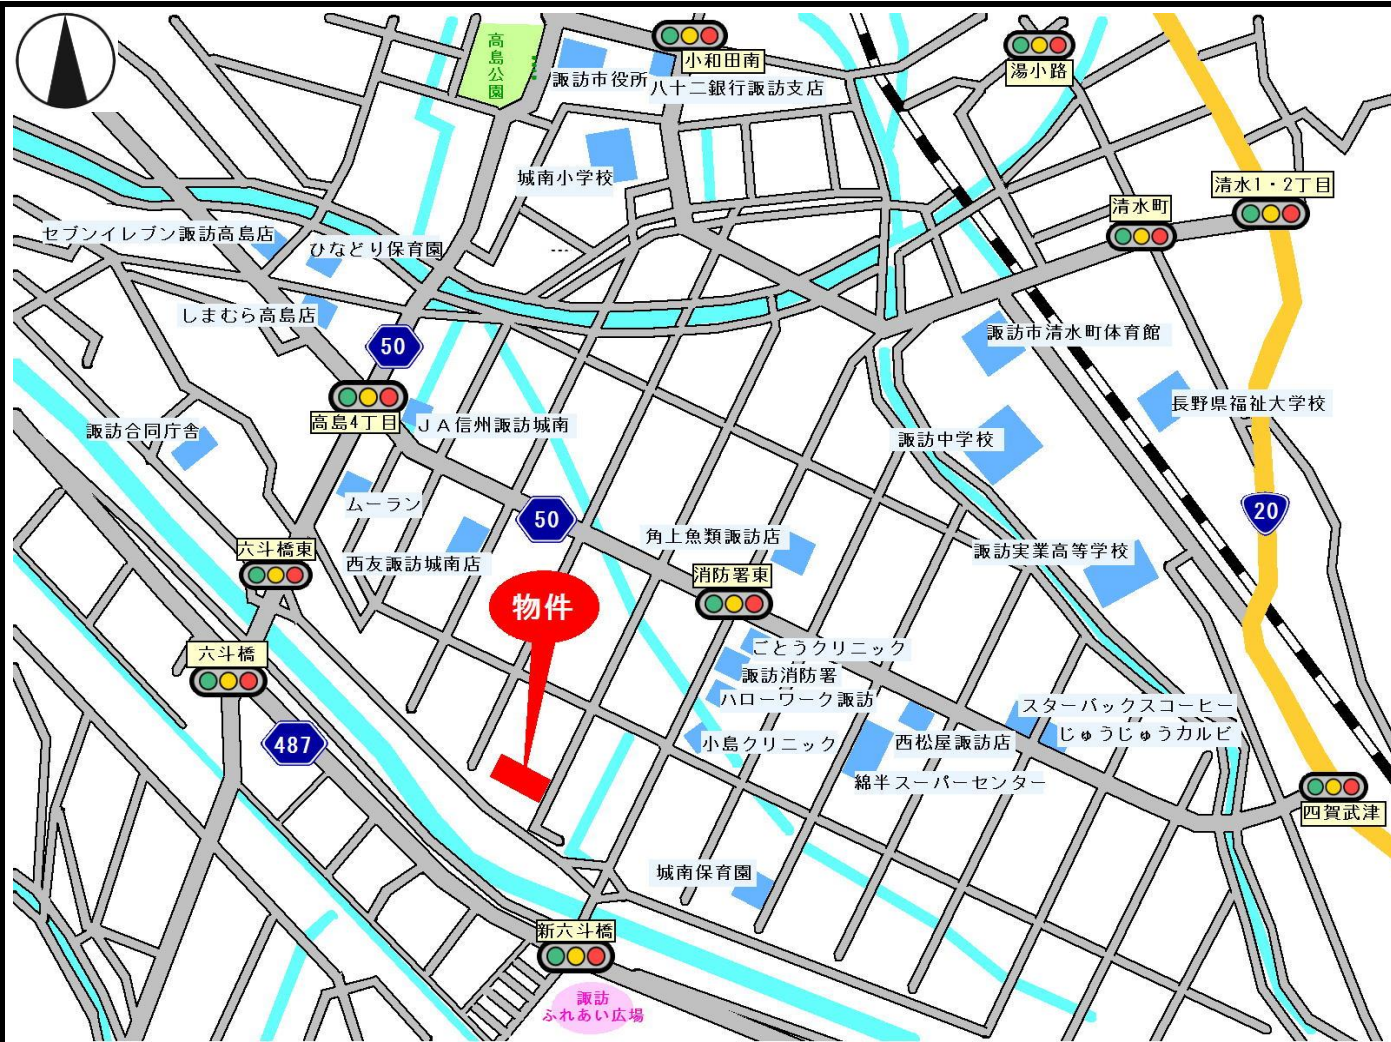 高島公園
諏訪市役所
小和田南
八十二銀行諏訪支店
湯小路
城南小学校
清水1・2丁目
清水町
セブンイレブン諏訪高島店
ひなどり保育園
しまむら高島店
50
諏訪市清水町体育館
高島4丁目
JA信州諏訪城南
長野県福祉大学校
諏訪合同庁舎
諏訪中学校
ムーラン
50
20
角上魚類諏訪店
六斗橋東
西友諏訪城南店
諏訪実業高等学校
消防署東
物件
六斗橋
ごとうクリニック
諏訪消防署
ハローワーク諏訪
スターバックスコーヒー
487
小島クリニック
西松屋諏訪店
じゅうじゅうカルビ
綿半スーパーセンター
四賀武津
城南保育園
新六斗橋
諏訪
ふれあい広場